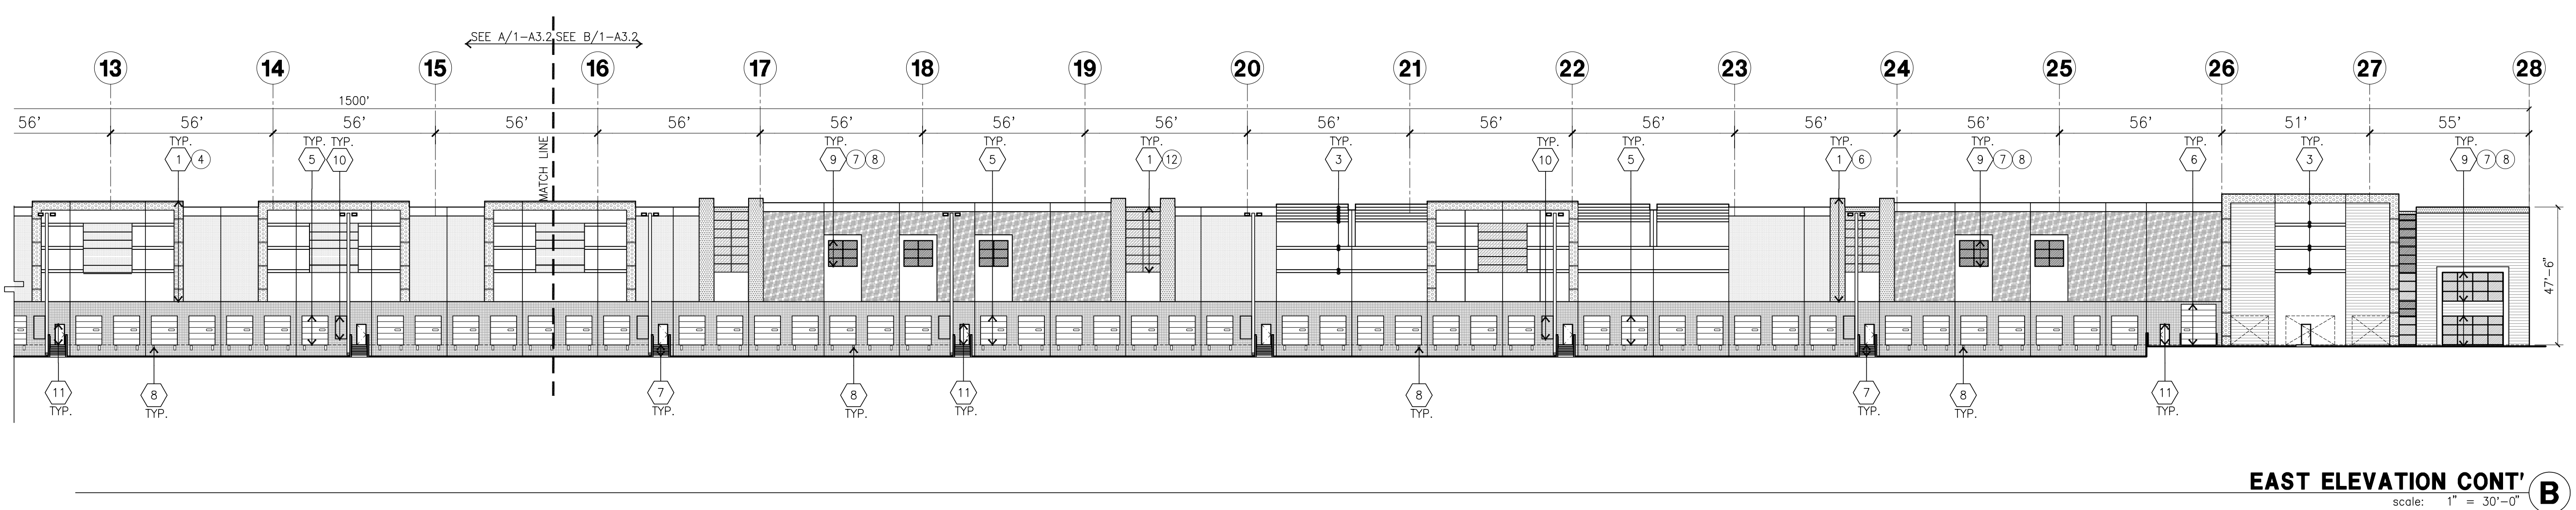 SEE A/1-A3.2 SEE B/1-A3.2
13 14 15 16 17 18 19 20 21 22 23 24 25 26 27 28
1500'
56' 56' 56' 56' 56' 56' 56' 56' 56' 56' 56' 56' 56' 56' 51' 55'
TYP. TYP. TYP. TYP. TYP. TYP. TYP. TYP. TYP. TYP. TYP. TYP. TYP. TYP.
1 4 5 10 9 7 8 5 1 12 3 10 5 1 6 9 7 8 6 3 9 7 8
MATCH LINE
47'-6"
11 8 7 8 11 8 7 8 11
TYP. TYP. TYP. TYP. TYP. TYP. TYP. TYP. TYP.
EAST ELEVATION CONT' B
scale: 1" = 30'-0"